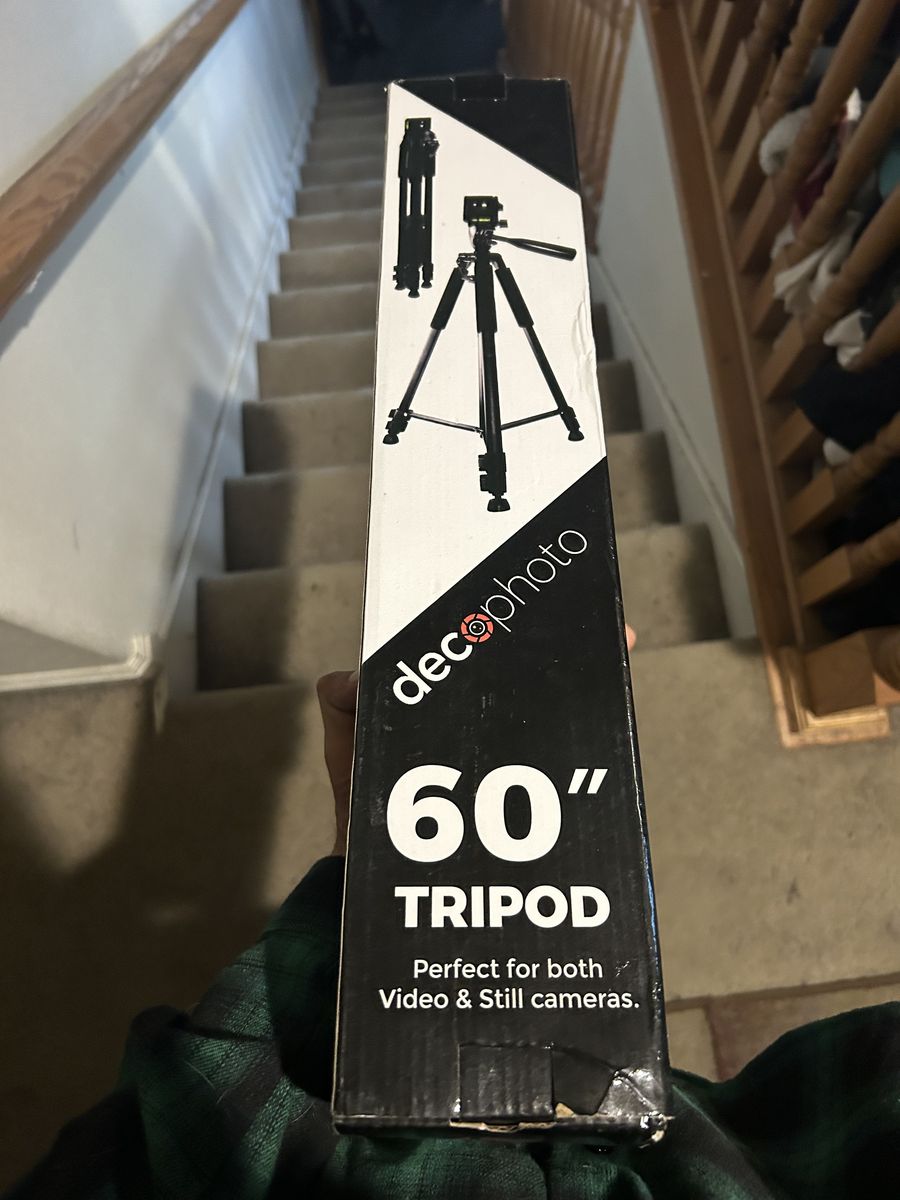 decophoto
60"
TRIPOD
Perfect for both
Video & Still cameras.